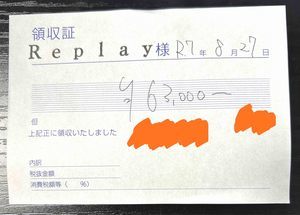 領収証
Replay様 R7年8月27日
¥63,000―
但
上記正に領収いたしました
内訳
税抜金額
消費税額等（　％）